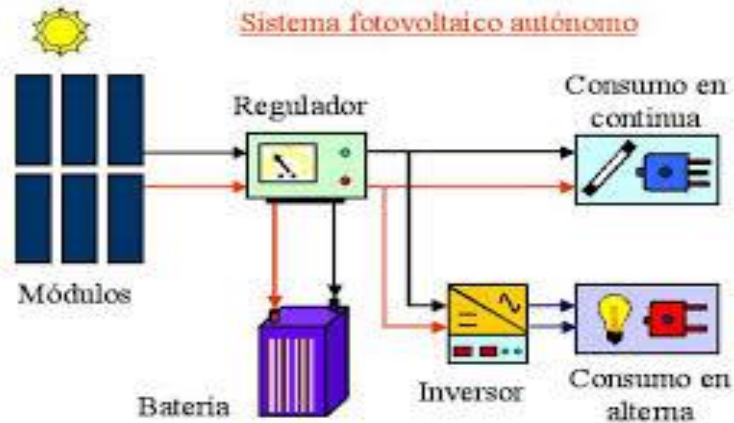 Sistema fotovoltaico autónomo
Regulador
Consumo en
continua
Módulos
Batería
Inversor
Consumo en
alterna